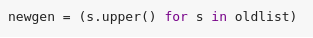 newgen = (s.upper() for s in oldlist)